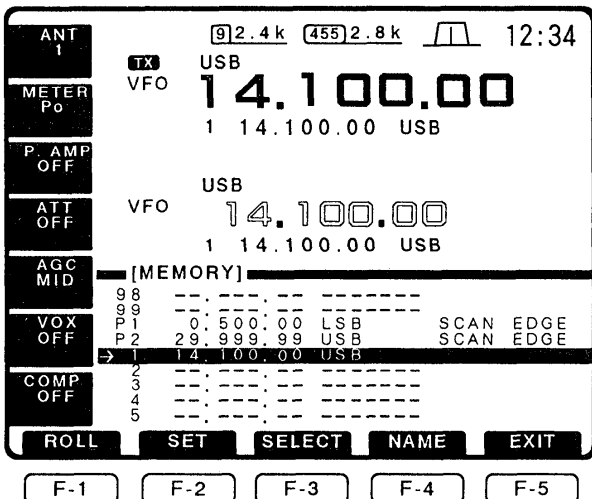 ANT
1
9 2.4k 455 2.8k 12:34
TX USB
VFO 14.100.00
1 14.100.00 USB
METER
Po
P. AMP
OFF
USB
VFO 14.100.00
1 14.100.00 USB
ATT
OFF
AGC
MID
[MEMORY]
98 --.---.-- -------
99 --.---.-- -------
P1 0.500.00 LSB SCAN EDGE
P2 29.999.99 USB SCAN EDGE
→ 1 14.100.00 USB
2 --.---.-- -------
3 --.---.-- -------
4 --.---.-- -------
5 --.---.-- -------
VOX
OFF
COMP
OFF
ROLL SET SELECT NAME EXIT
F-1 F-2 F-3 F-4 F-5